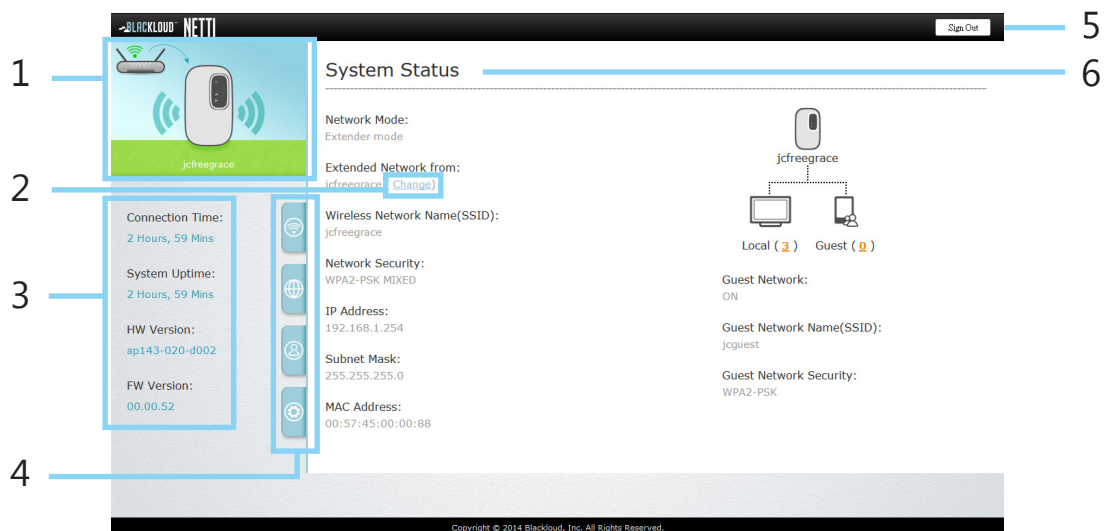 BLACKLOUD NETTI
Sign Out
5
1
System Status
6
jcfreegrace
Network Mode:
Extender mode
Extended Network from:
jcfreegrace ( Change)
2
Wireless Network Name(SSID):
jcfreegrace
Network Security:
WPA2-PSK MIXED
IP Address:
192.168.1.254
Subnet Mask:
255.255.255.0
MAC Address:
00:57:45:00:00:88
jcfreegrace
Local ( 3 ) Guest ( 0 )
Guest Network:
ON
Guest Network Name(SSID):
jcguest
Guest Network Security:
WPA2-PSK
Connection Time:
2 Hours, 59 Mins
System Uptime:
2 Hours, 59 Mins
3
HW Version:
ap143-020-d002
FW Version:
00.00.52
4
Copyright © 2014 Blackloud, Inc. All Rights Reserved.